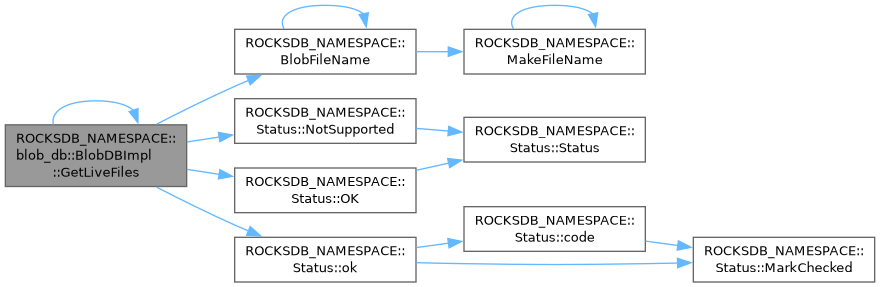 ROCKSDB_NAMESPACE::
blob_db::BlobDBImpl
::GetLiveFiles
ROCKSDB_NAMESPACE::
BlobFileName
ROCKSDB_NAMESPACE::
MakeFileName
ROCKSDB_NAMESPACE::
Status::NotSupported
ROCKSDB_NAMESPACE::
Status::Status
ROCKSDB_NAMESPACE::
Status::OK
ROCKSDB_NAMESPACE::
Status::ok
ROCKSDB_NAMESPACE::
Status::code
ROCKSDB_NAMESPACE::
Status::MarkChecked